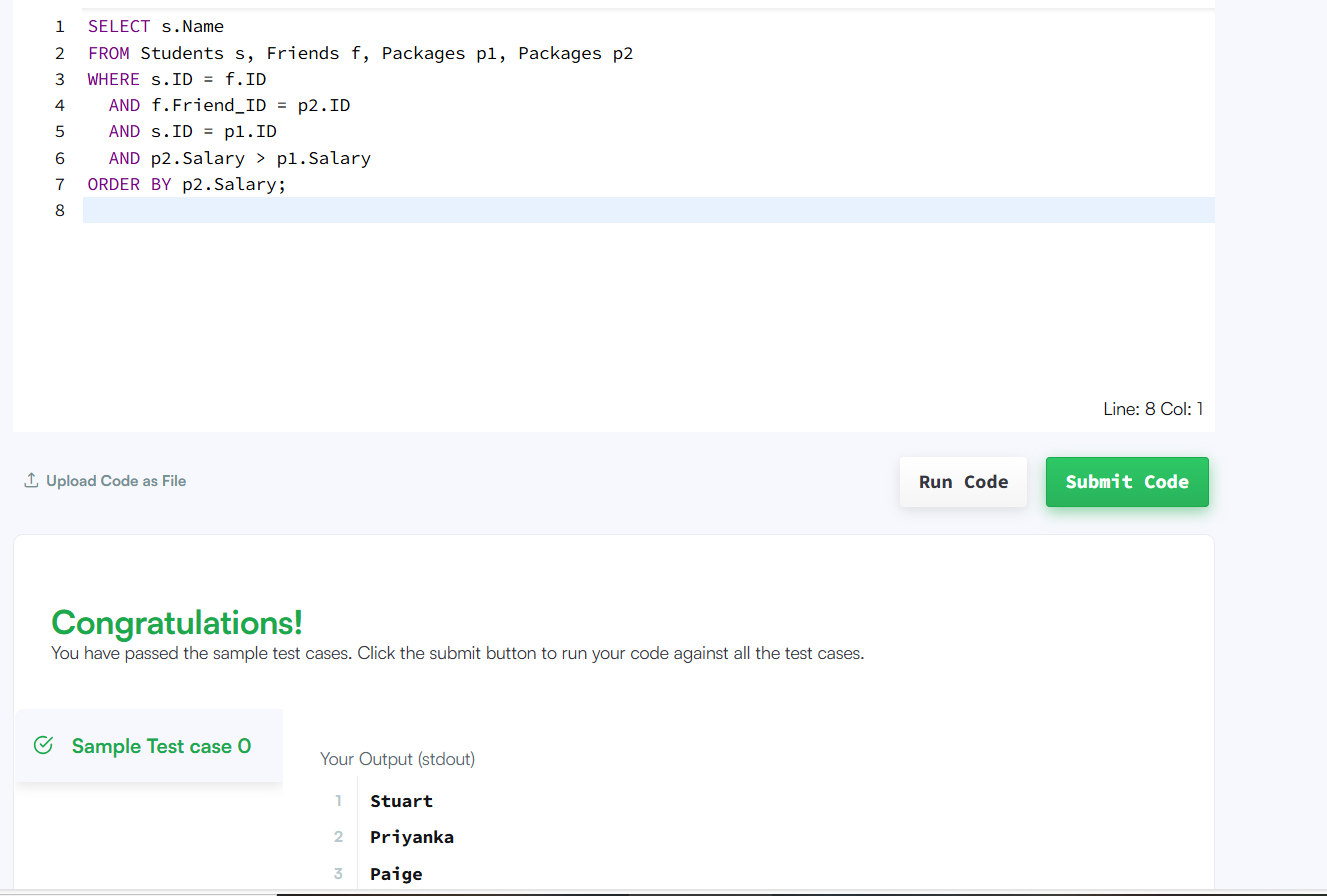 1 SELECT s.Name
2 FROM Students s, Friends f, Packages p1, Packages p2
3 WHERE s.ID = f.ID
4   AND f.Friend_ID = p2.ID
5   AND s.ID = p1.ID
6   AND p2.Salary > p1.Salary
7 ORDER BY p2.Salary;
8
Line: 8 Col: 1
Upload Code as File
Run Code
Submit Code
Congratulations!
You have passed the sample test cases. Click the submit button to run your code against all the test cases.
Sample Test case 0
Your Output (stdout)
1 Stuart
2 Priyanka
3 Paige